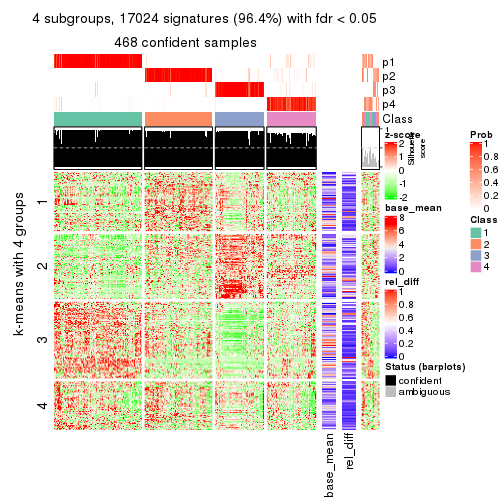 4 subgroups, 17024 signatures (96.4%) with fdr < 0.05
468 confident samples
p1
p2
p3
p4
Class
1
Silhouette
score
k-means with 4 groups
1
2
3
4
base_mean
rel_diff
z-score
2
1
0
-1
-2
base_mean
8
6
4
2
0
rel_diff
1
0.8
0.6
0.4
0.2
0
Status (barplots)
confident
ambiguous
Prob
1
0.8
0.6
0.4
0.2
0
Class
1
2
3
4